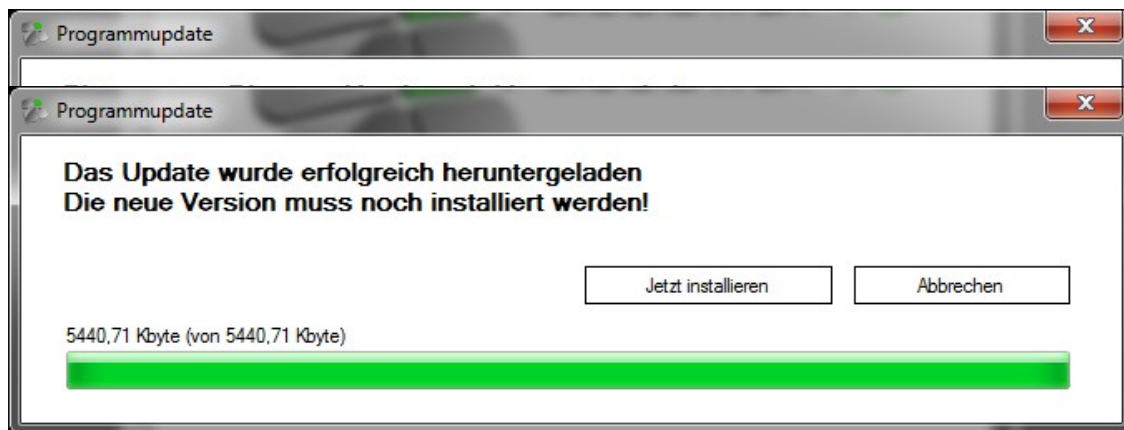 Programmupdate
Programmupdate
Das Update wurde erfolgreich heruntergeladen
Die neue Version muss noch installiert werden!
Jetzt installieren
Abbrechen
5440,71 Kbyte (von 5440,71 Kbyte)